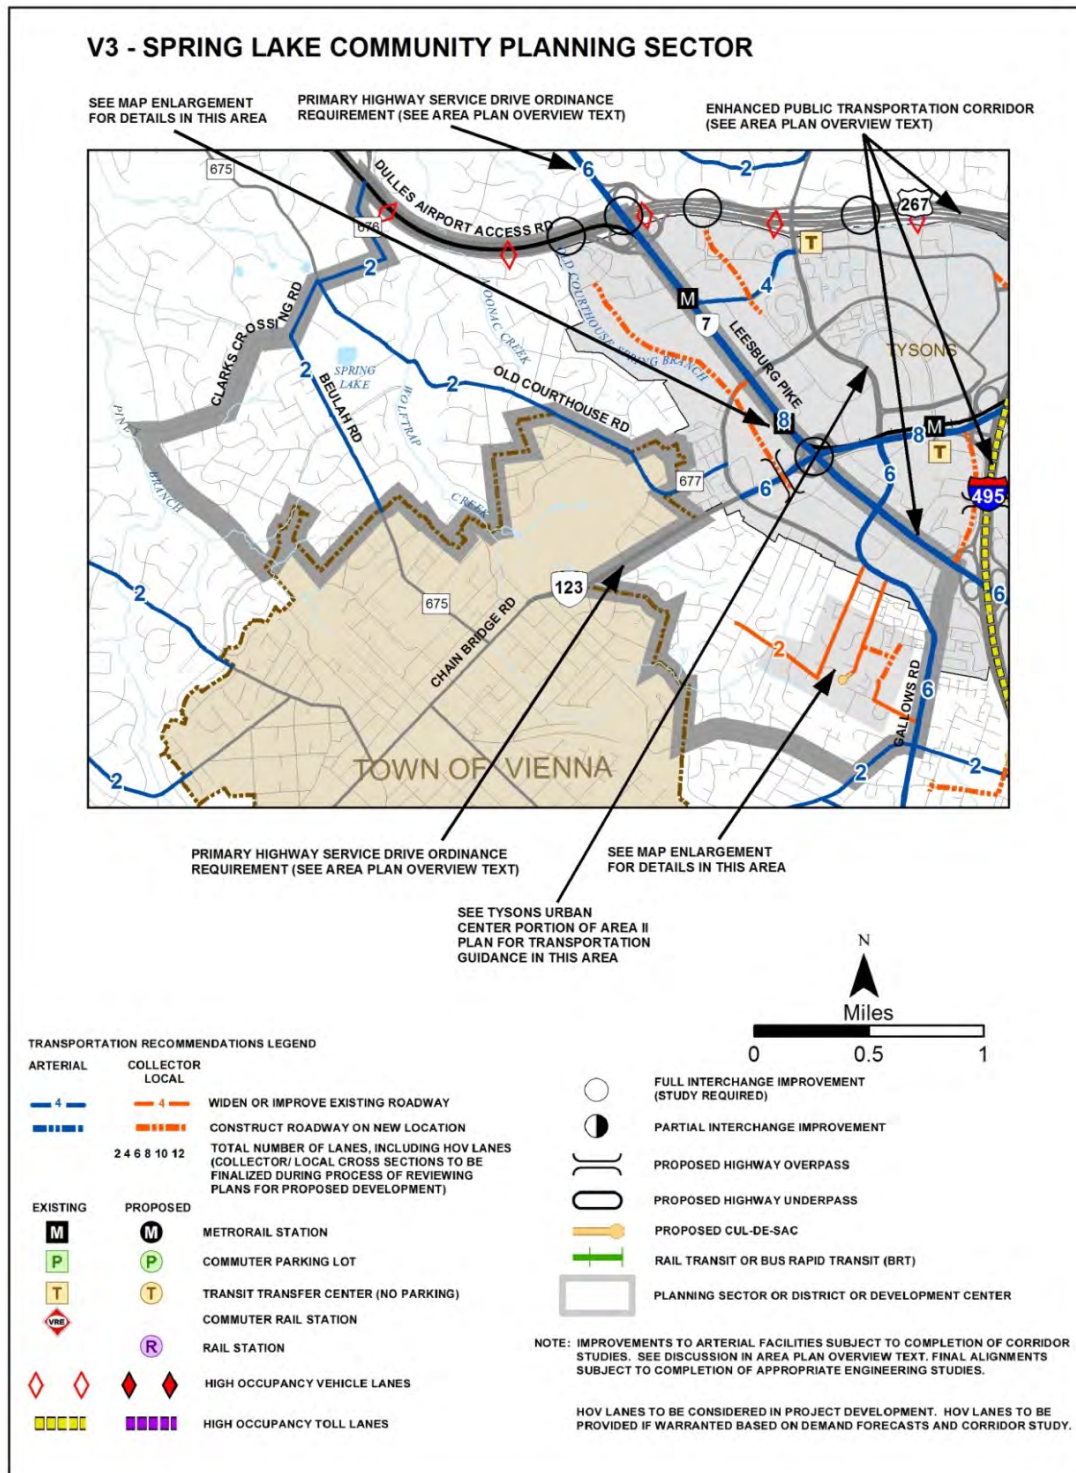 V3 - SPRING LAKE COMMUNITY PLANNING SECTOR
SEE MAP ENLARGEMENT
FOR DETAILS IN THIS AREA
PRIMARY HIGHWAY SERVICE DRIVE ORDINANCE
REQUIREMENT (SEE AREA PLAN OVERVIEW TEXT)
ENHANCED PUBLIC TRANSPORTATION CORRIDOR
(SEE AREA PLAN OVERVIEW TEXT)
675
6
2
267
676
DULLES AIRPORT ACCESS RD
T
2
4
M
7
CLARKS CROSSING RD
MOONAC CREEK
OLD COURTHOUSE SPRING BRANCH
LEESBURG PIKE
TYSONS
2
SPRING
LAKE
BEULAH RD
2
WOLFTRAP
CREEK
OLD COURTHOUSE RD
8
M
8
T
PINEY
BRANCH
677
6
6
495
2
123
675
CHAIN BRIDGE RD
6
2
6
GALLOWS RD
TOWN OF VIENNA
2
2
2
PRIMARY HIGHWAY SERVICE DRIVE ORDINANCE
REQUIREMENT (SEE AREA PLAN OVERVIEW TEXT)
SEE MAP ENLARGEMENT
FOR DETAILS IN THIS AREA
SEE TYSONS URBAN
CENTER PORTION OF AREA II
PLAN FOR TRANSPORTATION
GUIDANCE IN THIS AREA
N
Miles
0 0.5 1
TRANSPORTATION RECOMMENDATIONS LEGEND
ARTERIAL COLLECTOR
LOCAL
4 4 WIDEN OR IMPROVE EXISTING ROADWAY
CONSTRUCT ROADWAY ON NEW LOCATION
2 4 6 8 10 12 TOTAL NUMBER OF LANES, INCLUDING HOV LANES
(COLLECTOR/ LOCAL CROSS SECTIONS TO BE
FINALIZED DURING PROCESS OF REVIEWING
PLANS FOR PROPOSED DEVELOPMENT)
EXISTING PROPOSED
M M METRORAIL STATION
P P COMMUTER PARKING LOT
T T TRANSIT TRANSFER CENTER (NO PARKING)
VRE COMMUTER RAIL STATION
R RAIL STATION
HIGH OCCUPANCY VEHICLE LANES
HIGH OCCUPANCY TOLL LANES
FULL INTERCHANGE IMPROVEMENT
(STUDY REQUIRED)
PARTIAL INTERCHANGE IMPROVEMENT
PROPOSED HIGHWAY OVERPASS
PROPOSED HIGHWAY UNDERPASS
PROPOSED CUL-DE-SAC
RAIL TRANSIT OR BUS RAPID TRANSIT (BRT)
PLANNING SECTOR OR DISTRICT OR DEVELOPMENT CENTER
NOTE: IMPROVEMENTS TO ARTERIAL FACILITIES SUBJECT TO COMPLETION OF CORRIDOR
STUDIES. SEE DISCUSSION IN AREA PLAN OVERVIEW TEXT. FINAL ALIGNMENTS
SUBJECT TO COMPLETION OF APPROPRIATE ENGINEERING STUDIES.
HOV LANES TO BE CONSIDERED IN PROJECT DEVELOPMENT. HOV LANES TO BE
PROVIDED IF WARRANTED BASED ON DEMAND FORECASTS AND CORRIDOR STUDY.